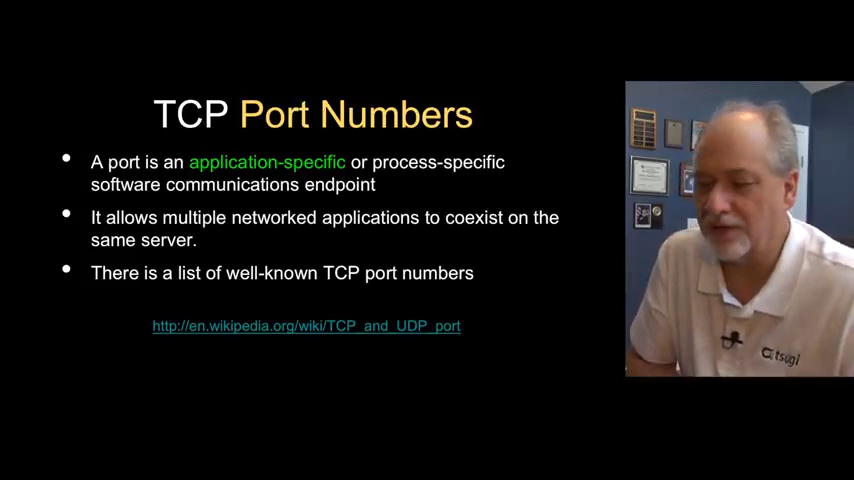 TCP Port Numbers
• A port is an application-specific or process-specific
software communications endpoint
• It allows multiple networked applications to coexist on the
same server.
• There is a list of well-known TCP port numbers
http://en.wikipedia.org/wiki/TCP_and_UDP_port
tsugi